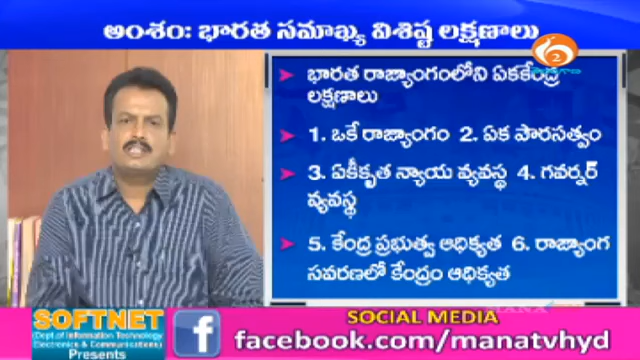 అంశం: భారత సమాఖ్య విశిష్ట లక్షణాలు
భారత రాజ్యాంగంలోని ఏకకేంద్ర
లక్షణాలు
1. ఒకే రాజ్యాంగం 2. ఏక పౌరసత్వం
3. ఏకీకృత న్యాయ వ్యవస్థ 4. గవర్నర్
వ్యవస్థ
5. కేంద్ర ప్రభుత్వ ఆధిక్యత 6. రాజ్యాంగ
సవరణలో కేంద్రం ఆధిక్యత
SOFTNET
(Dept.of Information Technology
Electronics & Communications)
Presents
f
SOCIAL MEDIA
facebook.com/manatvhyd